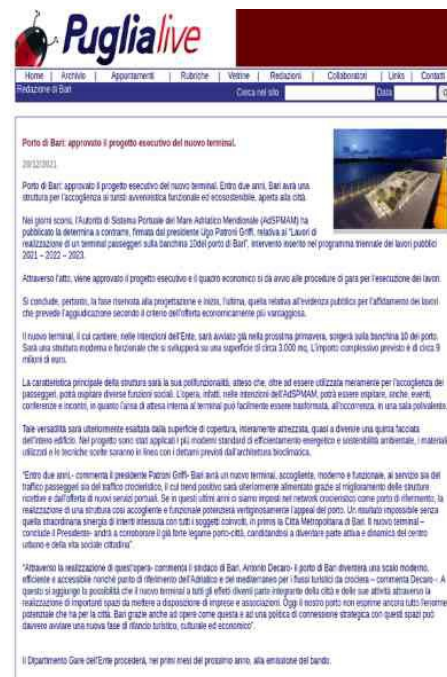 Puglialive
Home | Archivio | Appuntamenti | Rubriche | Vetrine | Redazioni | Collaboratori | Links | Contatti
Redazione di Bari Cerca nel sito Data
Porto di Bari: approvato il progetto esecutivo del nuovo terminal.
20/12/2021
Porto di Bari: approvato il progetto esecutivo del nuovo terminal. Entro due anni, Bari avrà una
struttura per l'accoglienza ai turisti avveniristica funzionale ed ecosostenibile, aperta alla città.
Nei giorni scorsi, l'Autorità di Sistema Portuale del Mare Adriatico Meridionale (AdSPMAM) ha
pubblicato la determina a contrarre, firmata dal presidente Ugo Patroni Griffi, relativa ai "Lavori di
realizzazione di un terminal passeggeri sulla banchina 10del porto di Bari", intervento inserito nel programma triennale dei lavori pubblici
2021 – 2022 – 2023.
Attraverso l'atto, viene approvato il progetto esecutivo e il quadro economico si dà avvio alle procedure di gara per l'esecuzione dei lavori.
Si conclude, pertanto, la fase riservata alla progettazione e inizia, l'ultima, quella relativa all'evidenza pubblica per l'affidamento dei lavori
che prevede l'aggiudicazione secondo il criterio dell'offerta economicamente più vantaggiosa.
Il nuovo terminal, il cui cantiere, nelle intenzioni dell'Ente, sarà avviato già nella prossima primavera, sorgerà sulla banchina 10 del porto.
Sarà una struttura moderna e funzionale che si svilupperà su una superficie di circa 3.000 mq. L'importo complessivo previsto è di circa 9
milioni di euro.
La caratteristica principale della struttura sarà la sua polifunzionalità, atteso che, oltre ad essere utilizzata meramente per l'accoglienza dei
passeggeri, potrà ospitare diverse funzioni sociali. L'opera, infatti, nelle intenzioni dell'AdSPMAM, potrà essere ospitare, anche, eventi,
conferenze e incontri, in quanto l'area di attesa interna al terminal può facilmente essere trasformata, all'occorrenza, in una sala polivalente.
Tale versatilità sarà ulteriormente esaltata dalla superficie di copertura, interamente attrezzata, quasi a divenire una quinta facciata
dell'intero edificio. Nel progetto sono stati applicati i più moderni standard di efficientamento energetico e sostenibilità ambientale, i materiali
utilizzati e le tecniche scelte saranno in linea con i dettami previsti dall'architettura bioclimatica.
"Entro due anni,- commenta il presidente Patroni Griffi- Bari avrà un nuovo terminal, accogliente, moderno e funzionale, al servizio sia del
traffico passeggeri sia del traffico crocieristico, il cui trend positivo sarà ulteriormente alimentato grazie al miglioramento delle strutture
ricettive e dall'offerta di nuovi servizi portuali. Se in questi ultimi anni ci siamo imposti nel network crocieristico come porto di riferimento, la
realizzazione di una struttura così accogliente e funzionale potenzierà vertiginosamente l'appeal del porto. Un risultato impossibile senza
quella straordinaria sinergia di intenti intessuta con tutti i soggetti coinvolti, in primis la Città Metropolitana di Bari. Il nuovo terminal –
conclude il Presidente- andrà a corroborare il già forte legame porto-città, candidandosi a diventare parte attiva e dinamica del centro
urbano e della vita sociale cittadina".
"Attraverso la realizzazione di quest'opera- commenta il sindaco di Bari, Antonio Decaro- il porto di Bari diventerà uno scalo moderno,
efficiente e accessibile nonché punto di riferimento dell'Adriatico e del mediterraneo per i flussi turistici da crociera – commenta Decaro-. A
questo si aggiunge la possibilità che il nuovo terminal a tutti gli effetti diventi parte integrante della città e delle sue attività attraverso la
realizzazione di importanti spazi da mettere a disposizione di imprese e associazioni. Oggi il nostro porto non esprime ancora tutto l'enorme
potenziale che ha per la città. Bari grazie anche ad opere come questa e ad una politica di connessione strategica con questi spazi può
davvero avviare una nuova fase di rilancio turistico, culturale ed economico".
Il Dipartimento Gare dell'Ente procederà, nei primi mesi del prossimo anno, alla emissione del bando.